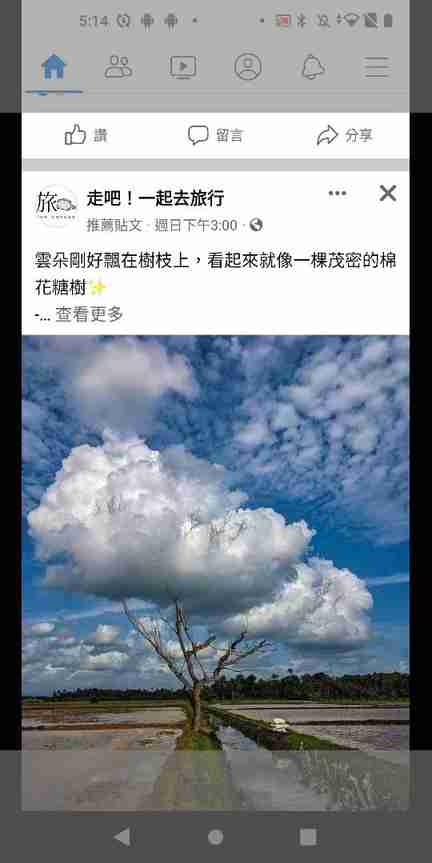 5:14
讚 留言 分享
走吧！一起去旅行
推薦貼文 · 週日下午3:00 ·
雲朵剛好飄在樹枝上，看起來就像一棵茂密的棉
花糖樹✨
-... 查看更多
旅